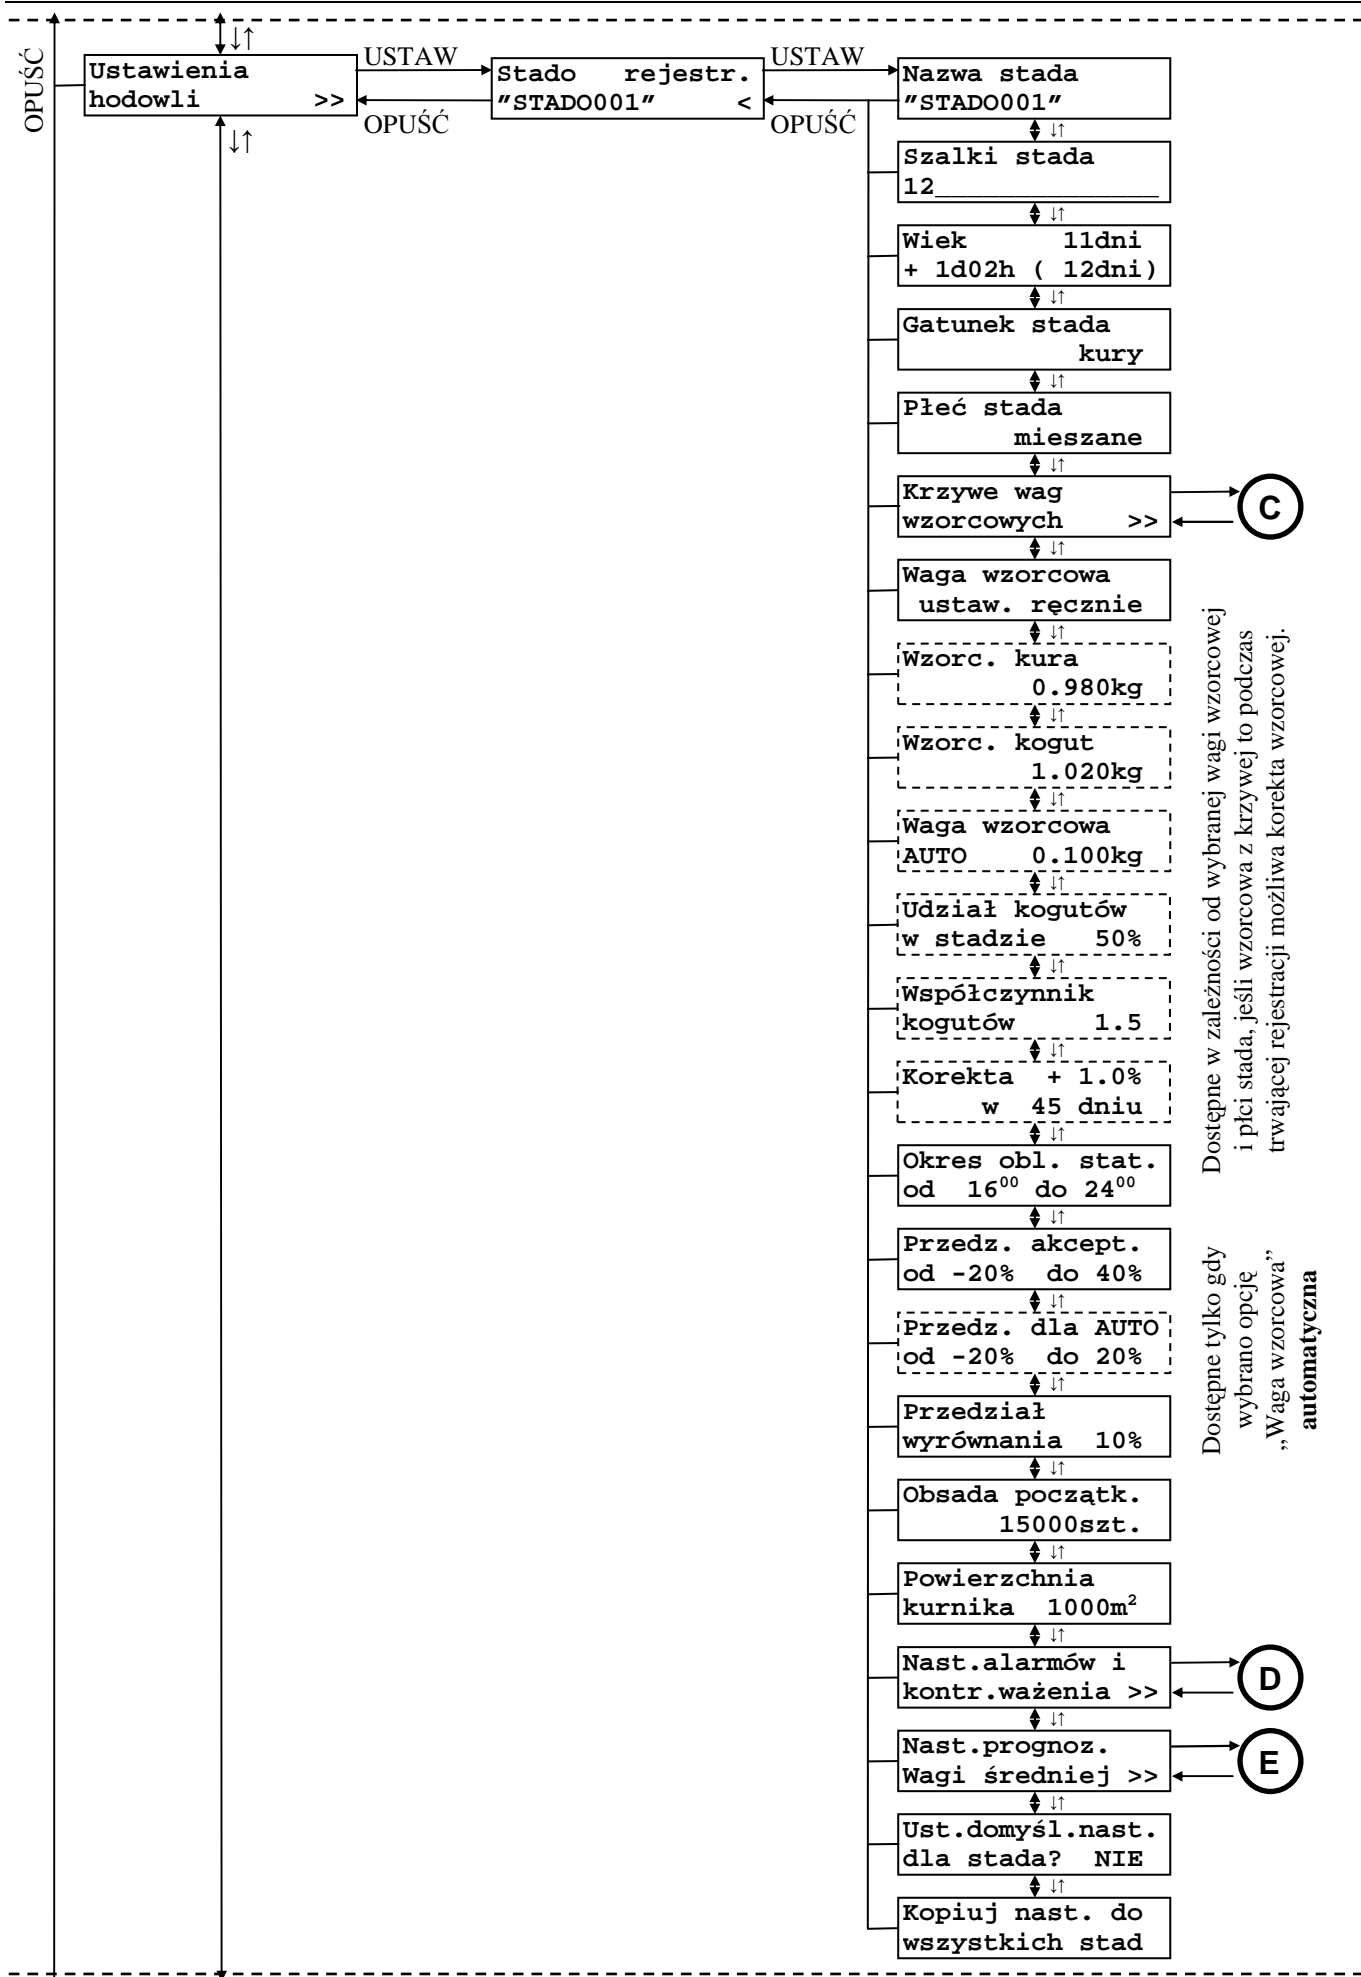 OPUŚĆ
↓↑
Ustawienia
hodowli >>
↓↑
USTAW
OPUŚĆ
Stado rejestr.
"STADO001" <
USTAW
OPUŚĆ
Nazwa stada
"STADO001"
↓↑
Szalki stada
12______________
↓↑
Wiek 11dni
+ 1d02h ( 12dni)
↓↑
Gatunek stada
kury
↓↑
Płeć stada
mieszane
↓↑
Krzywe wag
wzorcowych >>
C
↓↑
Waga wzorcowa
ustaw. ręcznie
↓↑
Wzorc. kura
0.980kg
↓↑
Wzorc. kogut
1.020kg
↓↑
Waga wzorcowa
AUTO 0.100kg
↓↑
Udział kogutów
w stadzie 50%
↓↑
Współczynnik
kogutów 1.5
↓↑
Korekta + 1.0%
w 45 dniu
↓↑
Dostępne w zależności od wybranej wagi wzorcowej
i płci stada, jeśli wzorcowa z krzywej to podczas
trwającej rejestracji możliwa korekta wzorcowej.
Okres obl. stat.
od 16⁰⁰ do 24⁰⁰
↓↑
Przedz. akcept.
od -20% do 40%
↓↑
Przedz. dla AUTO
od -20% do 20%
↓↑
Dostępne tylko gdy
wybrano opcję
„Waga wzorcowa”
automatyczna
Przedział
wyrównania 10%
↓↑
Obsada początk.
15000szt.
↓↑
Powierzchnia
kurnika 1000m²
↓↑
Nast.alarmów i
kontr.ważenia >>
D
↓↑
Nast.prognoz.
Wagi średniej >>
E
↓↑
Ust.domyśl.nast.
dla stada? NIE
↓↑
Kopiuj nast. do
wszystkich stad